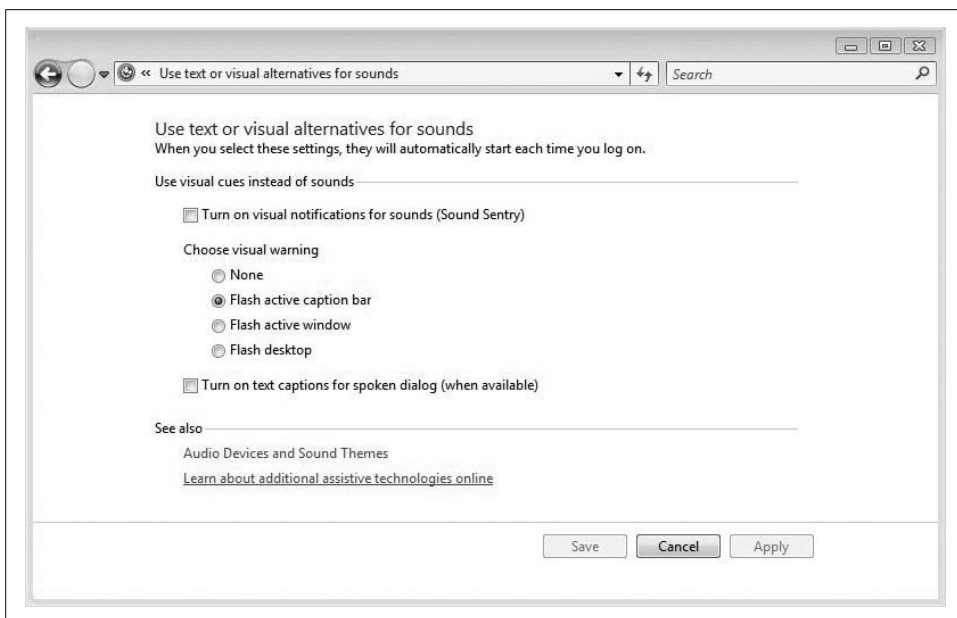 « Use text or visual alternatives for sounds
Search
Use text or visual alternatives for sounds
When you select these settings, they will automatically start each time you log on.
Use visual cues instead of sounds
Turn on visual notifications for sounds (Sound Sentry)
Choose visual warning
None
Flash active caption bar
Flash active window
Flash desktop
Turn on text captions for spoken dialog (when available)
See also
Audio Devices and Sound Themes
Learn about additional assistive technologies online
Save Cancel Apply